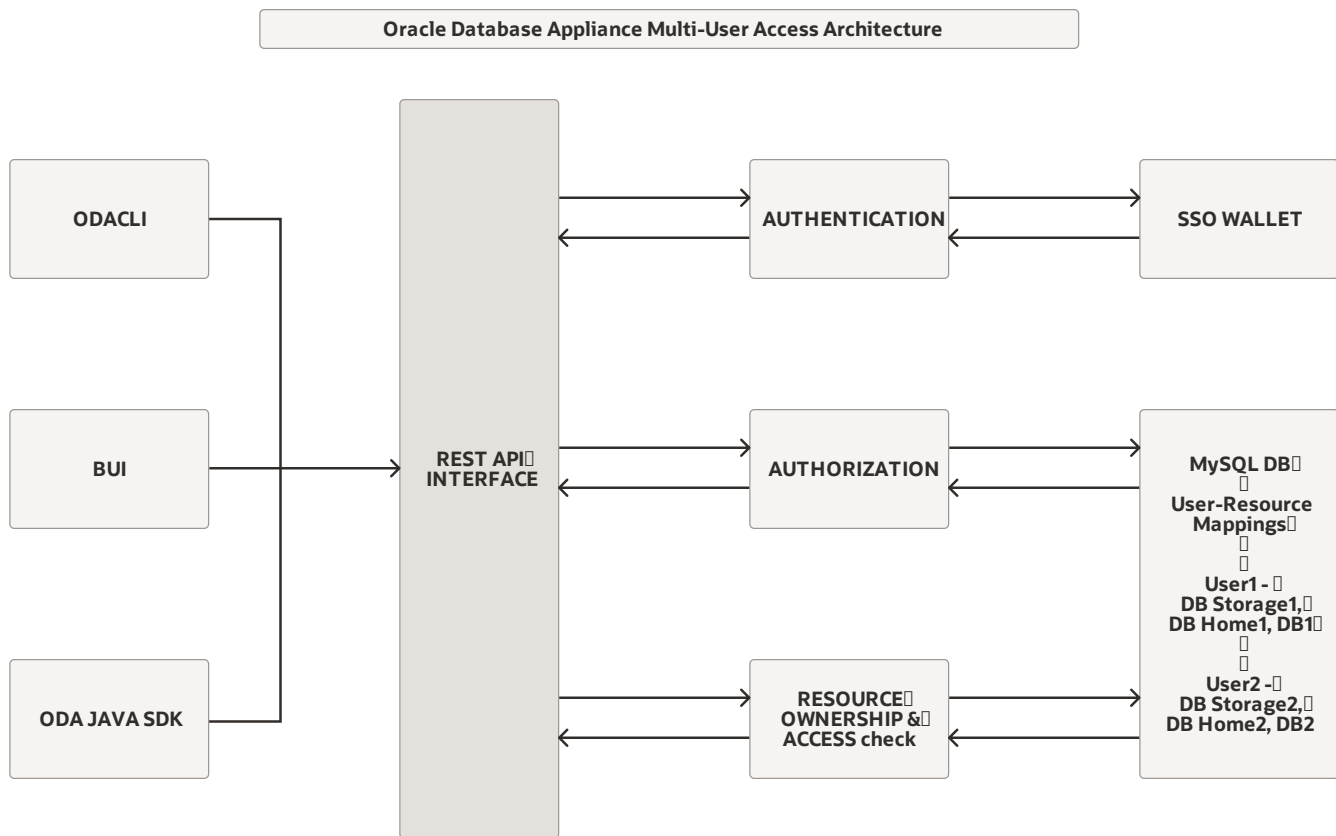 Oracle Database Appliance Multi-User Access Architecture
ODACLI
BUI
ODA JAVA SDK
REST API
INTERFACE
AUTHENTICATION
SSO WALLET
AUTHORIZATION
RESOURCE
OWNERSHIP &
ACCESS check
MySQL DB
User-Resource
Mappings
User1 -
DB Storage1,
DB Home1, DB1
User2 -
DB Storage2,
DB Home2, DB2